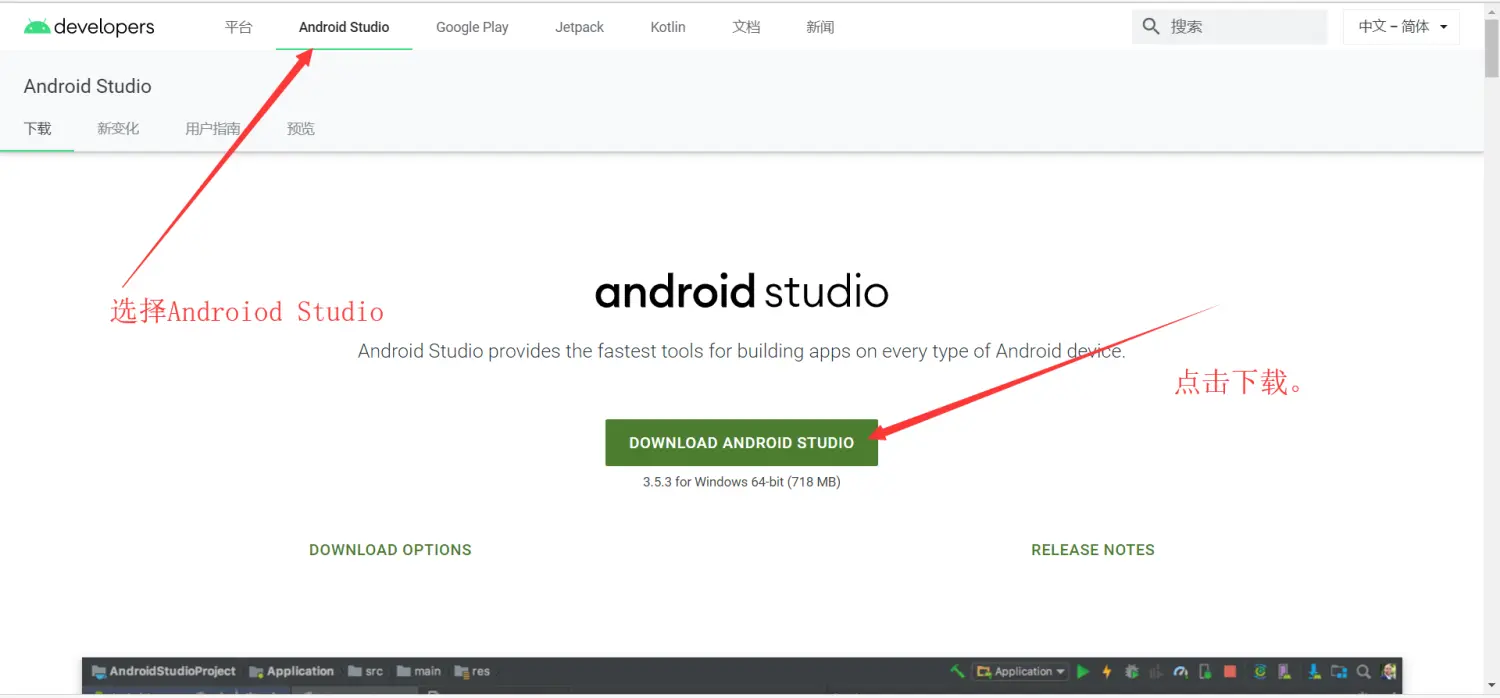 developers 平台 Android Studio Google Play Jetpack Kotlin 文档 新闻 搜索 中文 – 简体
Android Studio
下载 新变化 用户指南 预览
选择Androiod Studio
android studio
Android Studio provides the fastest tools for building apps on every type of Android device.
点击下载。
DOWNLOAD ANDROID STUDIO
3.5.3 for Windows 64-bit (718 MB)
DOWNLOAD OPTIONS RELEASE NOTES
AndroidStudioProject Application src main res Application